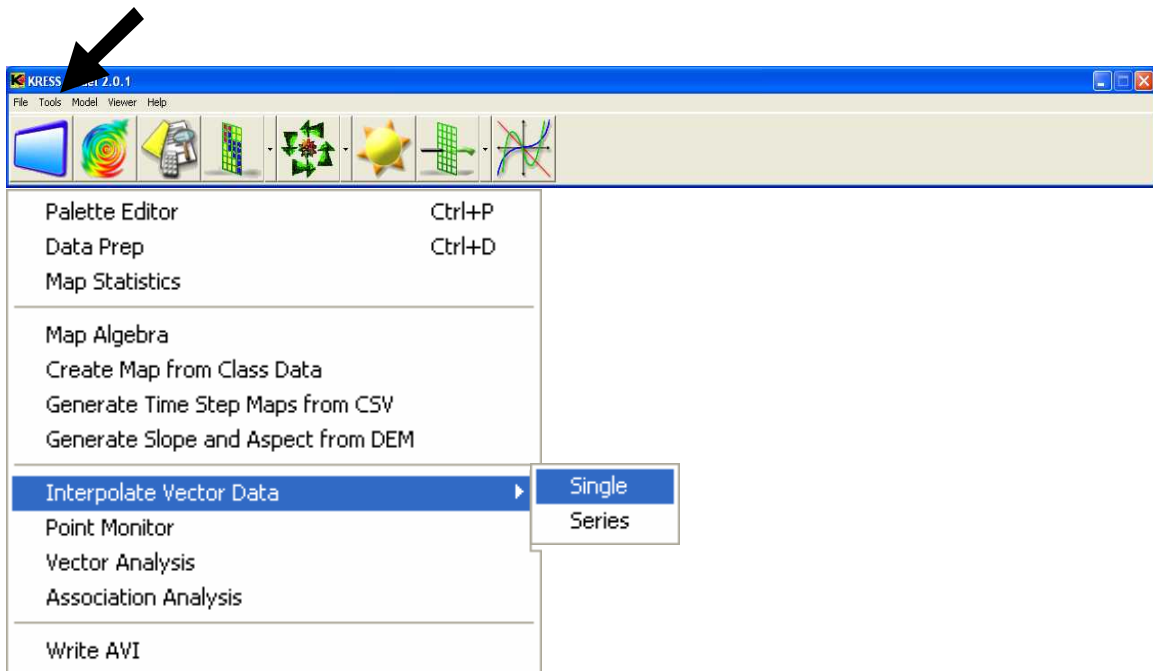 KRESS 2.0.1
File Tools Model Viewer Help
Palette Editor Ctrl+P
Data Prep Ctrl+D
Map Statistics
Map Algebra
Create Map from Class Data
Generate Time Step Maps from CSV
Generate Slope and Aspect from DEM
Interpolate Vector Data
Single
Series
Point Monitor
Vector Analysis
Association Analysis
Write AVI